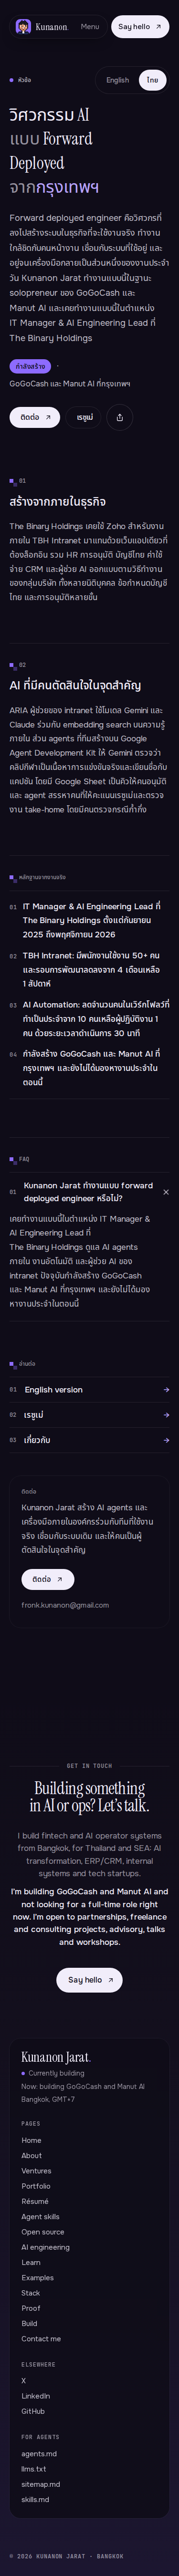 Kunanon
Menu
Say hello
หัวข้อ
English
ไทย
วิศวกรรม AI
แบบ Forward
Deployed
จากกรุงเทพฯ
Forward deployed engineer คือวิศวกรที่
ส่งงานไปจนถึงระบบที่องค์กรจะใช้งานจริง ทำงาน
ใกล้ชิดกับคนหน้างาน เชื่อมกับระบบที่ใช้อยู่ และ
อยู่จนเครื่องมือถูกใช้ทุกวัน
ว่า Kunanon Jarat ทำงานแบบนี้ในฐานะ
solopreneur ของ GoGoCash และ
Manut AI และเคยทำงานแบบนี้ในตำแหน่ง
IT Manager & AI Engineering Lead ที่
The Binary Holdings
กำลังสร้าง
·
GoGoCash และ Manut AI ที่กรุงเทพฯ
ติดต่อ
เรซูเม่
01
สร้างจากภายในธุรกิจ
The Binary Holdings เคยใช้ Zoho สำหรับงาน
ภายใน TBH Intranet มาแทนด้วยเว็บแอปเดียวที่
ต้องล็อกอิน รวม HR การอนุมัติ บัญชีไทย ค่าใช้
จ่าย CRM และผู้ช่วย AI ออกแบบตามวิธีทำงาน
ของกลุ่มบริษัท ทั้งหลายนิติบุคคล ข้อกำหนดบัญชี
ไทย และการอนุมัติหลายขั้น
02
AI ที่มีคนตัดสินใจในจุดสำคัญ
ARIA ผู้ช่วยของ intranet ใช้โมเดล Gemini และ
Claude ร่วมกับ embedding search บนความรู้
ภายใน ส่วน agents ที่ทีมสร้างบน Google
Agent Development Kit ให้ Gemini ตรวจว่า
คลิปกีฬาเป็นเนื้อหาการแข่งขันจริงและเขียนชื่อกับ
แคปชัน โดยมี Google Sheet เป็นคิวให้คนอนุมัติ
และ agent สรรหาคนที่ให้คะแนนเรซูเม่และตรวจ
งาน take-home โดยมีคนตรวจกรณีก้ำกึ่ง
หลักฐานจากงานจริง
01 IT Manager & AI Engineering Lead ที่
The Binary Holdings ตั้งแต่กันยายน
2025 ถึงพฤศจิกายน 2026
02 TBH Intranet: มีพนักงานใช้งาน 50+ คน
และรอบการพัฒนาลดลงจาก 4 เดือนเหลือ
1 สัปดาห์
03 AI Automation: ลดจำนวนคนในเวิร์กโฟลว์ที่
ทำเป็นประจำจาก 10 คนเหลือผู้ปฏิบัติงาน 1
คน ด้วยระยะเวลาดำเนินการ 30 นาที
04 กำลังสร้าง GoGoCash และ Manut AI ที่
กรุงเทพฯ และยังไม่ได้มองหางานประจำใน
ตอนนี้
FAQ
01 Kunanon Jarat ทำงานแบบ forward
deployed engineer หรือไม่?
เคยทำงานแบบนี้ในตำแหน่ง IT Manager &
AI Engineering Lead ที่
The Binary Holdings ดูแล AI agents
ภายใน งานอัตโนมัติ และผู้ช่วย AI ของ
intranet ปัจจุบันกำลังสร้าง GoGoCash
และ Manut AI ที่กรุงเทพฯ และยังไม่ได้มอง
หางานประจำในตอนนี้
อ่านต่อ
01 English version
02 เรซูเม่
03 เกี่ยวกับ
ติดต่อ
Kunanon Jarat สร้าง AI agents และ
เครื่องมือภายในองค์กรร่วมกับทีมที่ใช้งาน
จริง เชื่อมกับระบบเดิม และให้คนเป็นผู้
ตัดสินใจในจุดสำคัญ
ติดต่อ
fronk.kunanon@gmail.com
GET IN TOUCH
Building something
in AI or ops? Let's talk.
I build fintech and AI operator systems
from Bangkok, for Thailand and SEA: AI
transformation, ERP/CRM, internal
systems and tech startups.
I'm building GoGoCash and Manut AI and
not looking for a full-time role right
now. I'm open to partnerships, freelance
and consulting projects, advisory, talks
and workshops.
Say hello
Kunanon Jarat.
Currently building
Now: building GoGoCash and Manut AI
Bangkok, GMT+7
PAGES
Home
About
Ventures
Portfolio
Résumé
Agent skills
Open source
AI engineering
Learn
Examples
Stack
Proof
Build
Contact me
ELSEWHERE
X
LinkedIn
GitHub
FOR AGENTS
agents.md
llms.txt
sitemap.md
skills.md
© 2026 KUNANON JARAT · BANGKOK